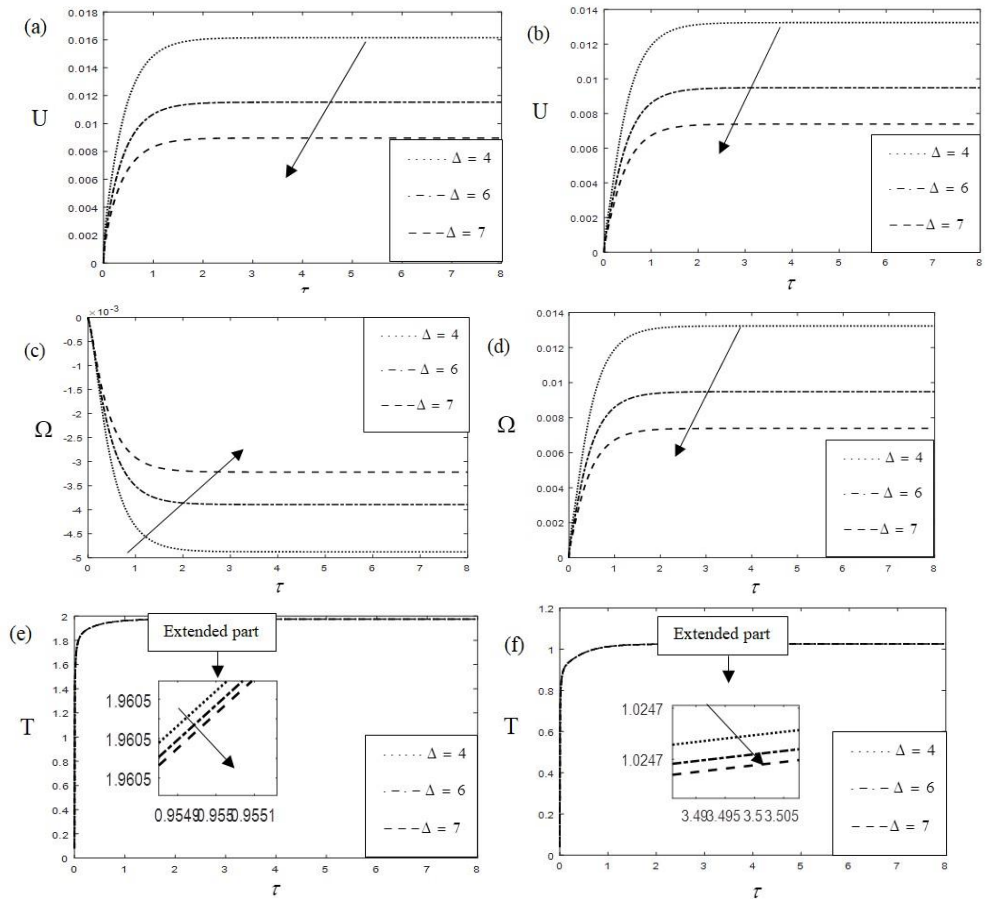 (a)
0.016
0.014
0.012
0.01
0.008
0.006
0.004
0.002
0
U
0 1 2 3 4 5 6 7 8
Δ = 4
Δ = 6
Δ = 7
(b)
0.014
0.012
0.01
0.008
0.006
0.004
0.002
0
U
0 1 2 3 4 5 6 7 8
τ
Δ = 4
Δ = 6
Δ = 7
(c)
×10⁻³
0
-0.5
-1
-1.5
-2
-2.5
-3
-3.5
-4
-4.5
-5
Ω
0 1 2 3 4 5 6 7 8
τ
Δ = 4
Δ = 6
Δ = 7
(d)
0.014
0.012
0.01
0.008
0.006
0.004
0.002
0
Ω
0 1 2 3 4 5 6 7 8
τ
Δ = 4
Δ = 6
Δ = 7
(e)
2
1.8
1.6
1.4
1.2
1
0.8
0.6
0.4
0.2
0
T
Extended part
1.9605
1.9605
1.9605
0.9549 0.955 0.9551
0 1 2 3 4 5 6 7 8
τ
Δ = 4
Δ = 6
Δ = 7
(f)
1.2
1
0.8
0.6
0.4
0.2
0
T
Extended part
1.0247
1.0247
3.49 3.495 3.5 3.505
0 1 2 3 4 5 6 7 8
τ
Δ = 4
Δ = 6
Δ = 7